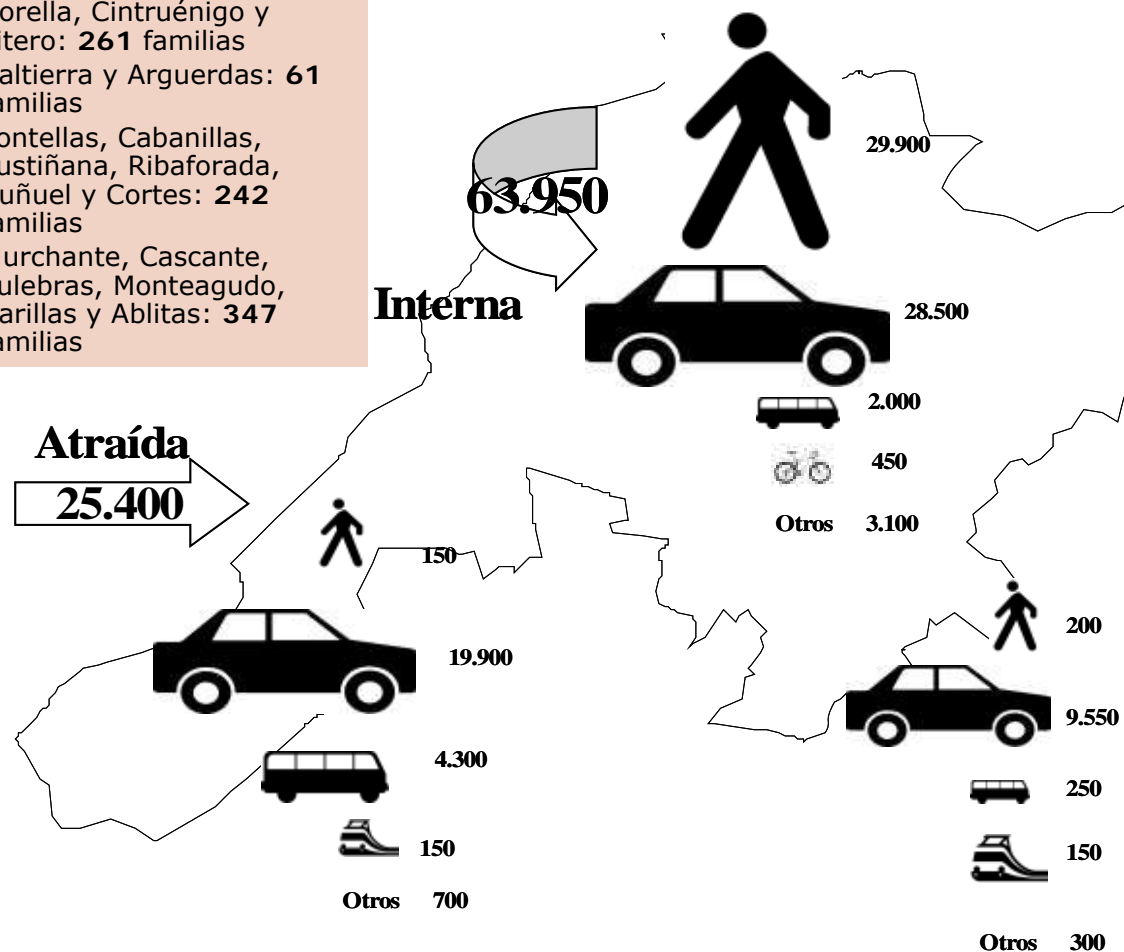 orella, Cintruénigo y
itero: 261 familias
altierra y Arguerdas: 61
amilias
ontellas, Cabanillas,
ustiñana, Ribaforada,
uñuel y Cortes: 242
amilias
urchante, Cascante,
ulebras, Monteagudo,
arillas y Ablitas: 347
amilias
63.950
Interna
29.900
28.500
2.000
450
Otros 3.100
Atraída
25.400
150
19.900
4.300
150
Otros 700
200
9.550
250
150
Otros 300